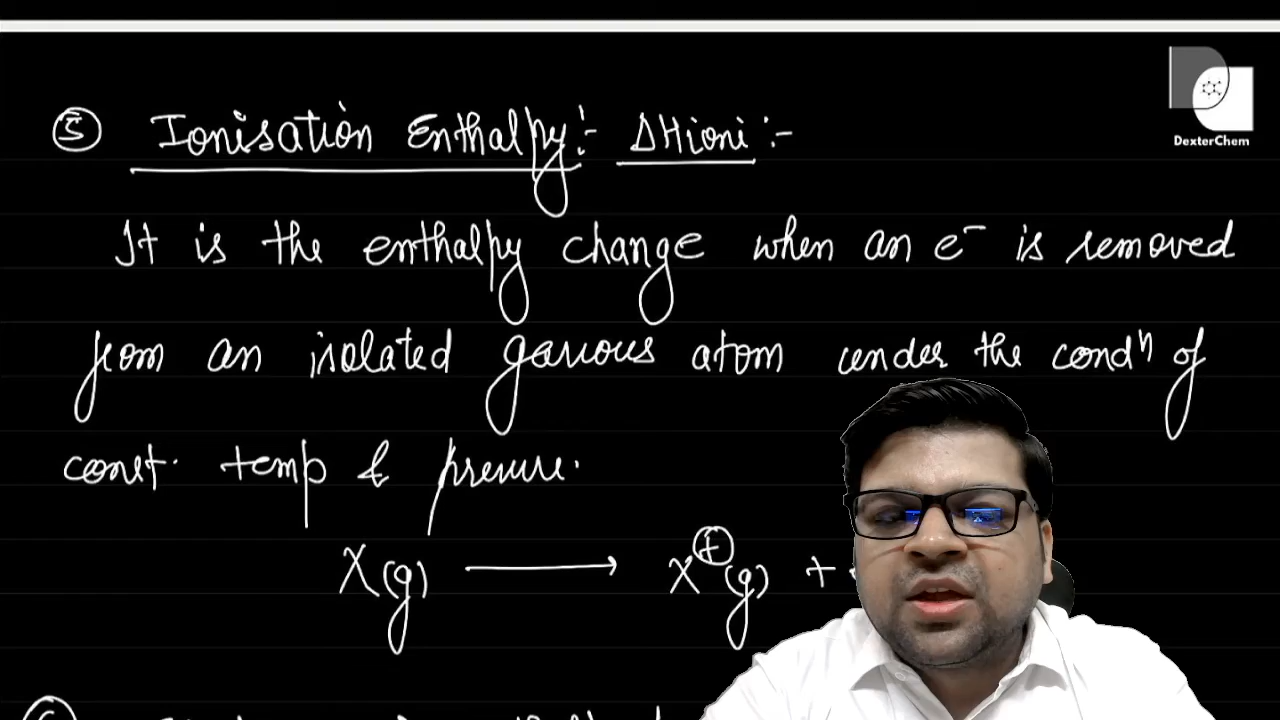 DexterChem
⑤ Ionisation Enthalpy:- ΔHioni :-
It is the enthalpy change when an e⁻ is removed
from an isolated gaseous atom under the condⁿ of
const. temp & pressure.
X(g) ⟶ X⊕(g) +